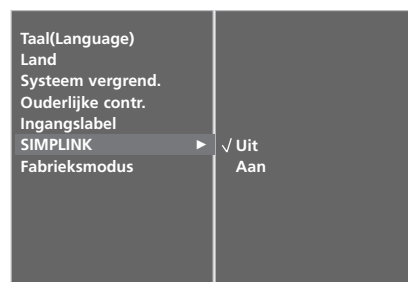 Taal(Language)
Land
Systeem vergrend.
Ouderlijke contr.
Ingangslabel
SIMPLINK ► √ Uit
Fabrieksmodus Aan